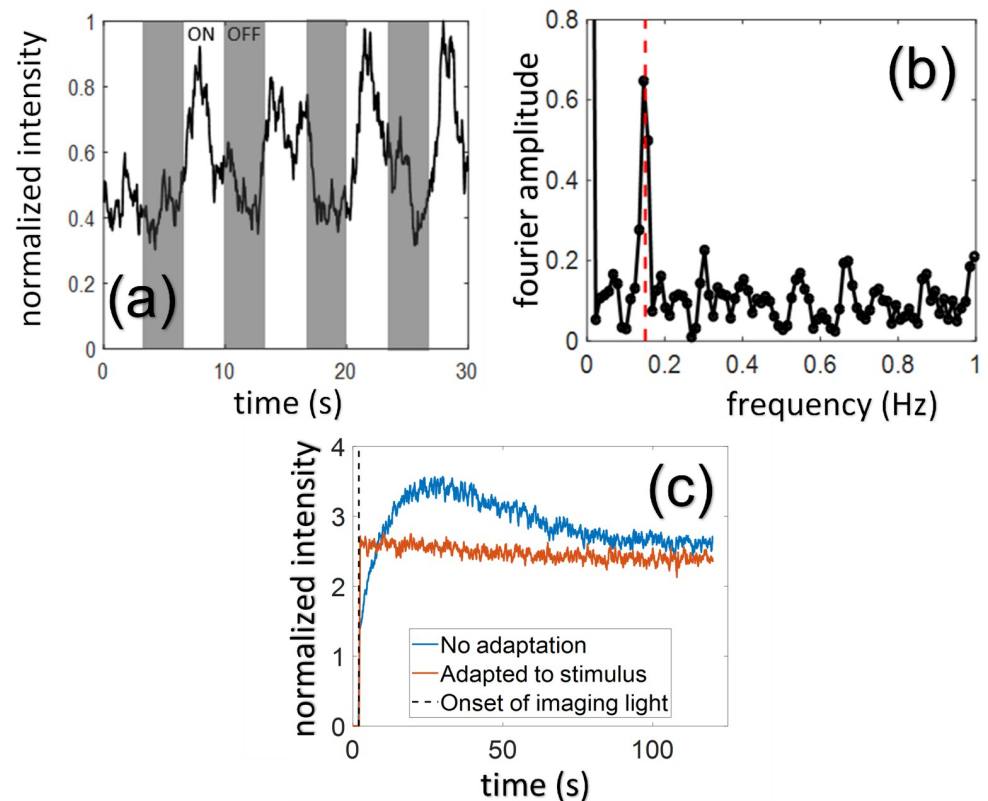 ON OFF
normalized intensity
1
0.8
0.6
0.4
0.2
0
0 10 20 30
time (s)
(a)
fourier amplitude
0.8
0.6
0.4
0.2
0
0 0.2 0.4 0.6 0.8 1
frequency (Hz)
(b)
normalized intensity
4
3
2
1
0
0 50 100
time (s)
(c)
No adaptation
Adapted to stimulus
Onset of imaging light